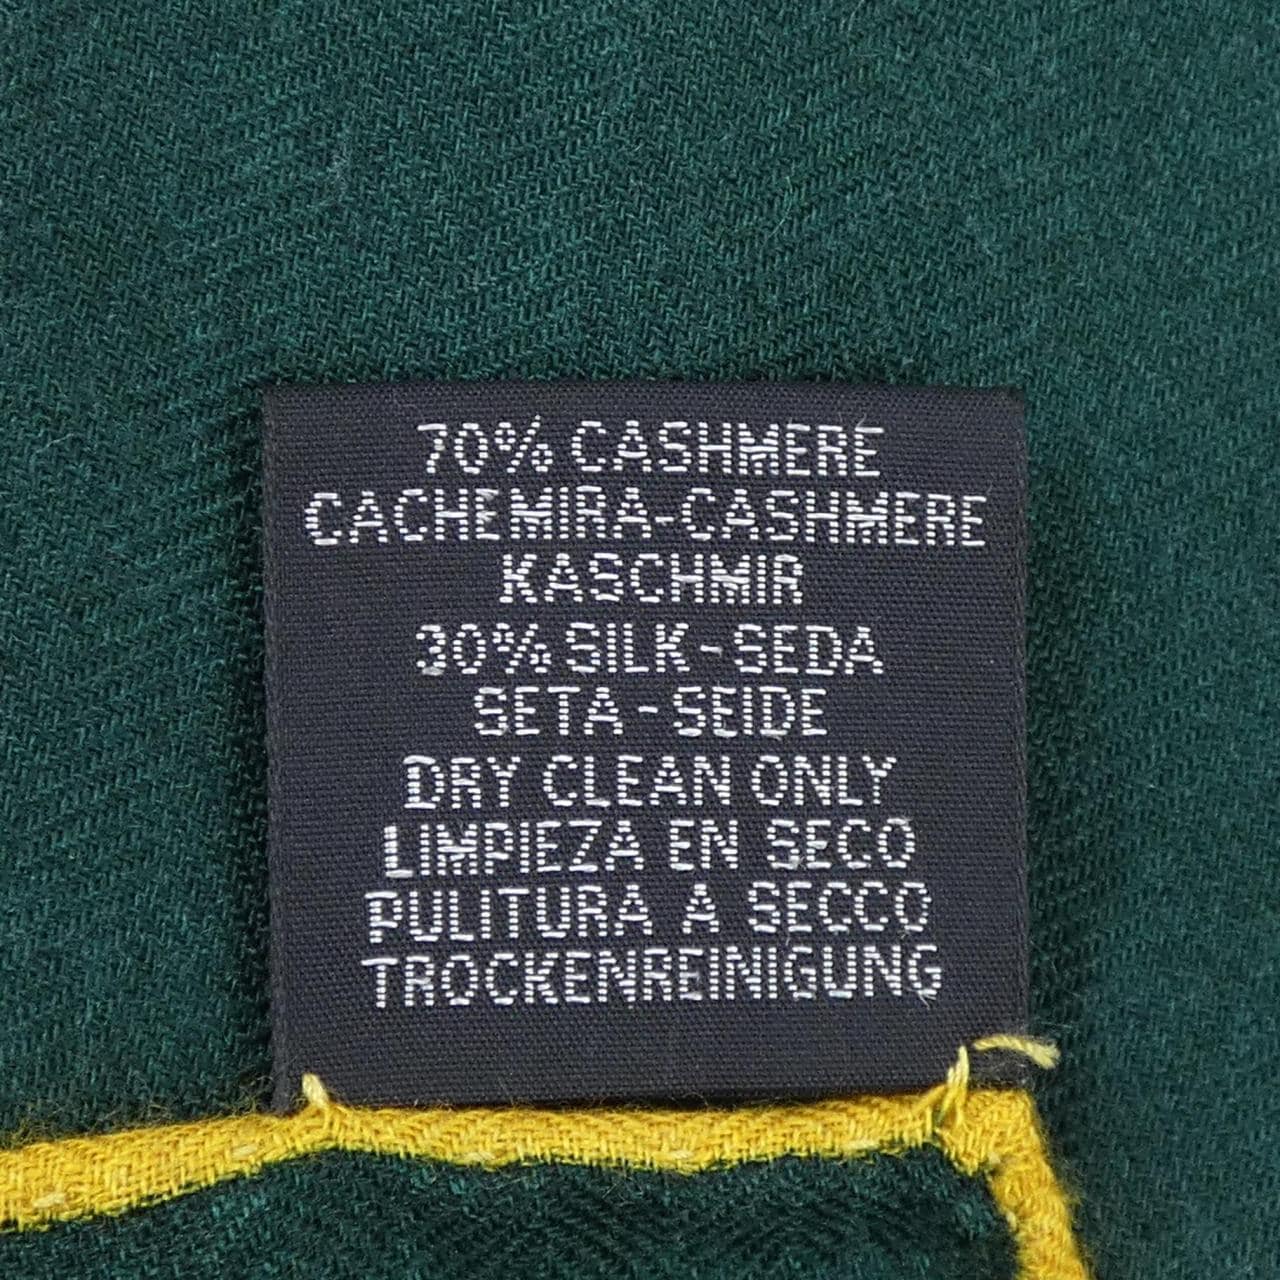 70% CASHMERE
CACHEMIRA-CASHMERE
KASCHMIR
30% SILK-SEDA
SETA-SEIDE
DRY CLEAN ONLY
LIMPIEZA EN SECO
PULITURA A SECCO
TROCKENREINIGUNG